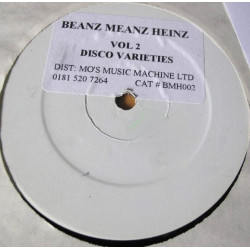 BEANZ MEANZ HEINZ
VOL 2
DISCO VARIETIES
DIST: MO'S MUSIC MACHINE LTD
0181 520 7264 CAT # BMH002